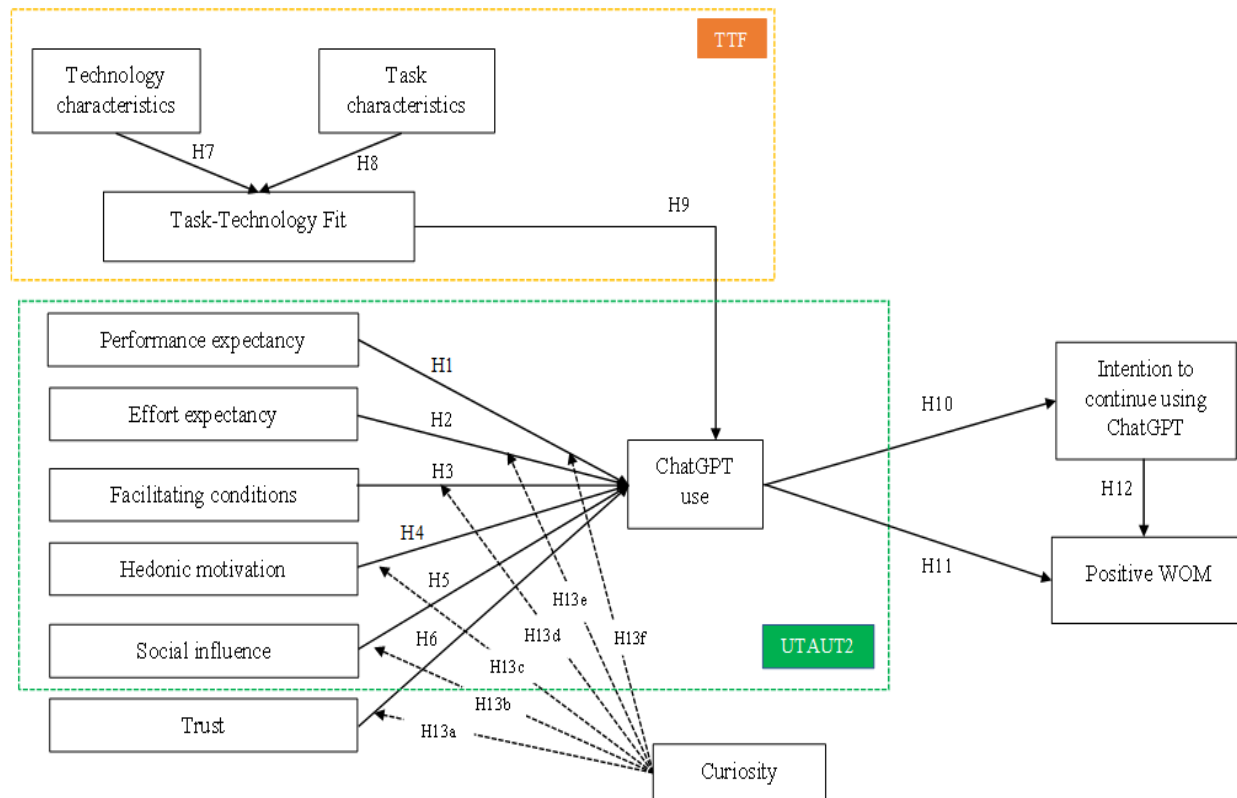 TTF
Technology
characteristics
Task
characteristics
H7
H8
Task-Technology Fit
H9
Performance expectancy
H1
Effort expectancy
H2
Facilitating conditions
H3
Hedonic motivation
H4
Social influence
H5
Trust
H6
ChatGPT
use
H10
H11
Intention to
continue using
ChatGPT
H12
Positive WOM
H13e
H13d
H13f
H13c
H13b
H13a
UTAUT2
Curiosity